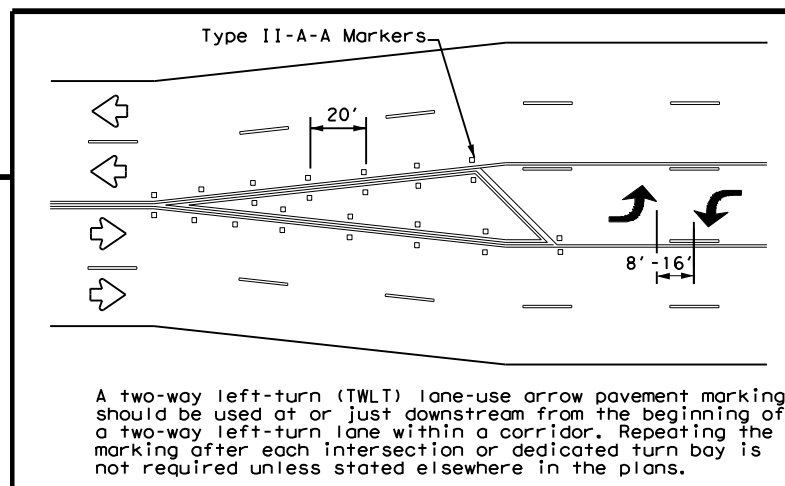 Type II-A-A Markers
20'
8' -16'
A two-way left-turn (TWLT) lane-use arrow pavement marking
should be used at or just downstream from the beginning of
a two-way left-turn lane within a corridor. Repeating the
marking after each intersection or dedicated turn bay is
not required unless stated elsewhere in the plans.